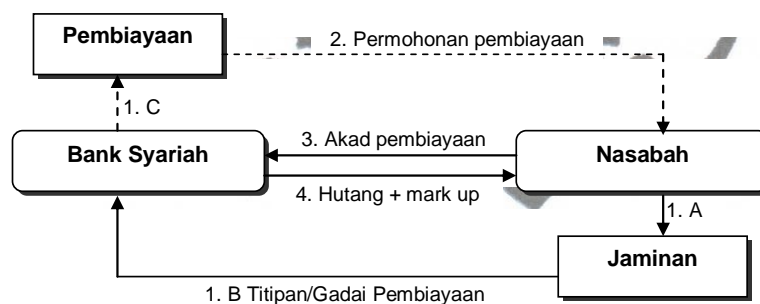 Pembiayaan
2. Permohonan pembiayaan
1. C
3. Akad pembiayaan
Bank Syariah
Nasabah
4. Hutang + mark up
1. A
Jaminan
1. B Titipan/Gadai Pembiayaan